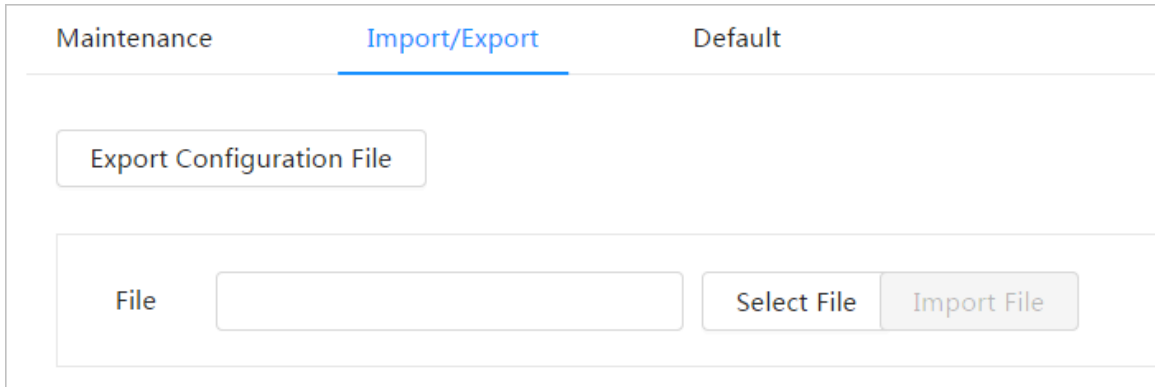 Maintenance Import/Export Default
Export Configuration File
File Select File Import File